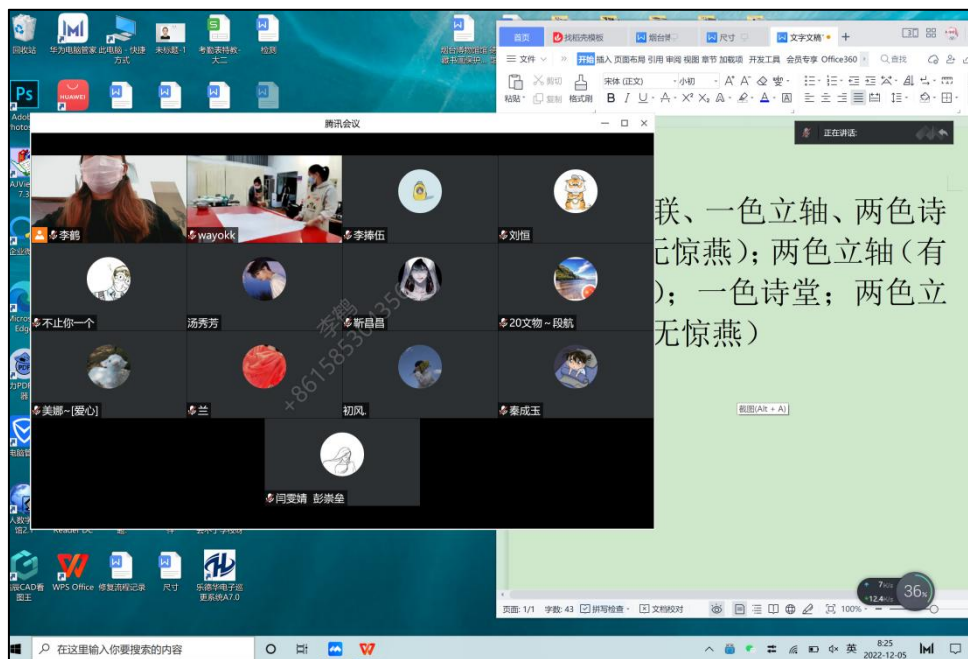 回收站
华为电脑管家
此电脑 - 快捷方式
未标题-1
考勤表特教-大二
检测
HUAWEI
首页
找稻壳模板
烟台博
尺寸
文字文稿1
三 文件
开始 插入 页面布局 引用 审阅 视图 章节 加载项 开发工具 会员专享 Office360
查找
粘贴
剪切
复制
格式刷
宋体 (正文)
小初
正在讲话:
腾讯会议
李鹤
wayokk
李捧伍
刘恒
不止你一个
汤秀芳
靳昌昌
20文物~段航
美娜~[爱心]
兰
初风.
秦成玉
闫雯婧 彭崇垒
李鹤
联、一色立轴、两色诗
无惊燕);两色立轴(有
);一色诗堂;两色立
无惊燕)
截图(Alt + A)
WPS Office
修复流程记录
尺寸
乐德华电子巡更系统A7.0
页面: 1/1
字数: 43
拼写检查
文档校对
100%
36%
在这里输入你要搜索的内容
英
8:25
2022-12-05